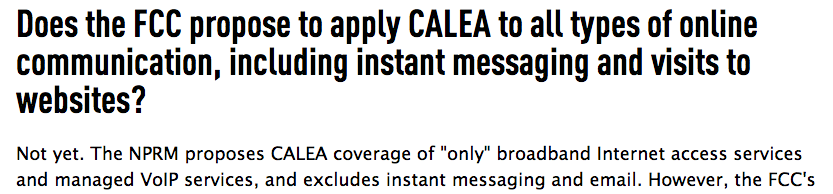 Does the FCC propose to apply CALEA to all types of online
communication, including instant messaging and visits to
websites?
Not yet. The NPRM proposes CALEA coverage of "only" broadband Internet access services
and managed VoIP services, and excludes instant messaging and email. However, the FCC's